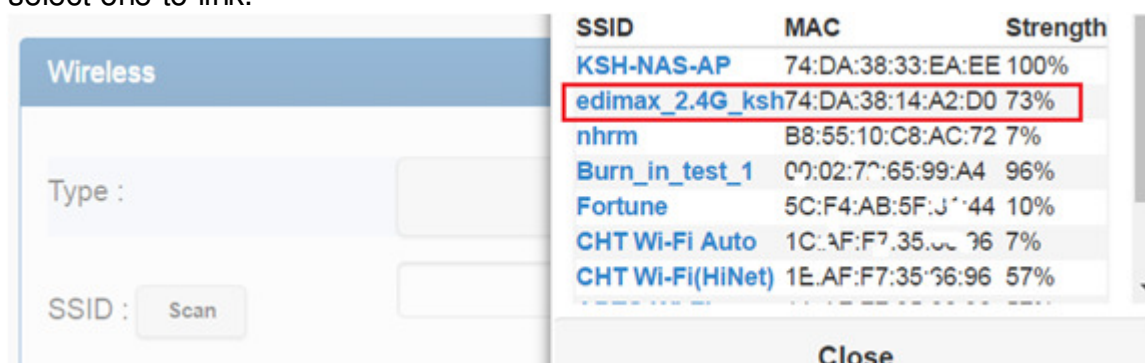 select one to link.
SSID MAC Strength
Wireless
KSH-NAS-AP 74:DA:38:33:EA:EE 100%
edimax_2.4G_ksh 74:DA:38:14:A2:D0 73%
nhrm B8:55:10:C8:AC:72 7%
Burn_in_test_1 96%
Type :
Fortune 10%
CHT Wi-Fi Auto 7%
CHT Wi-Fi(HiNet) 57%
SSID : Scan
Close